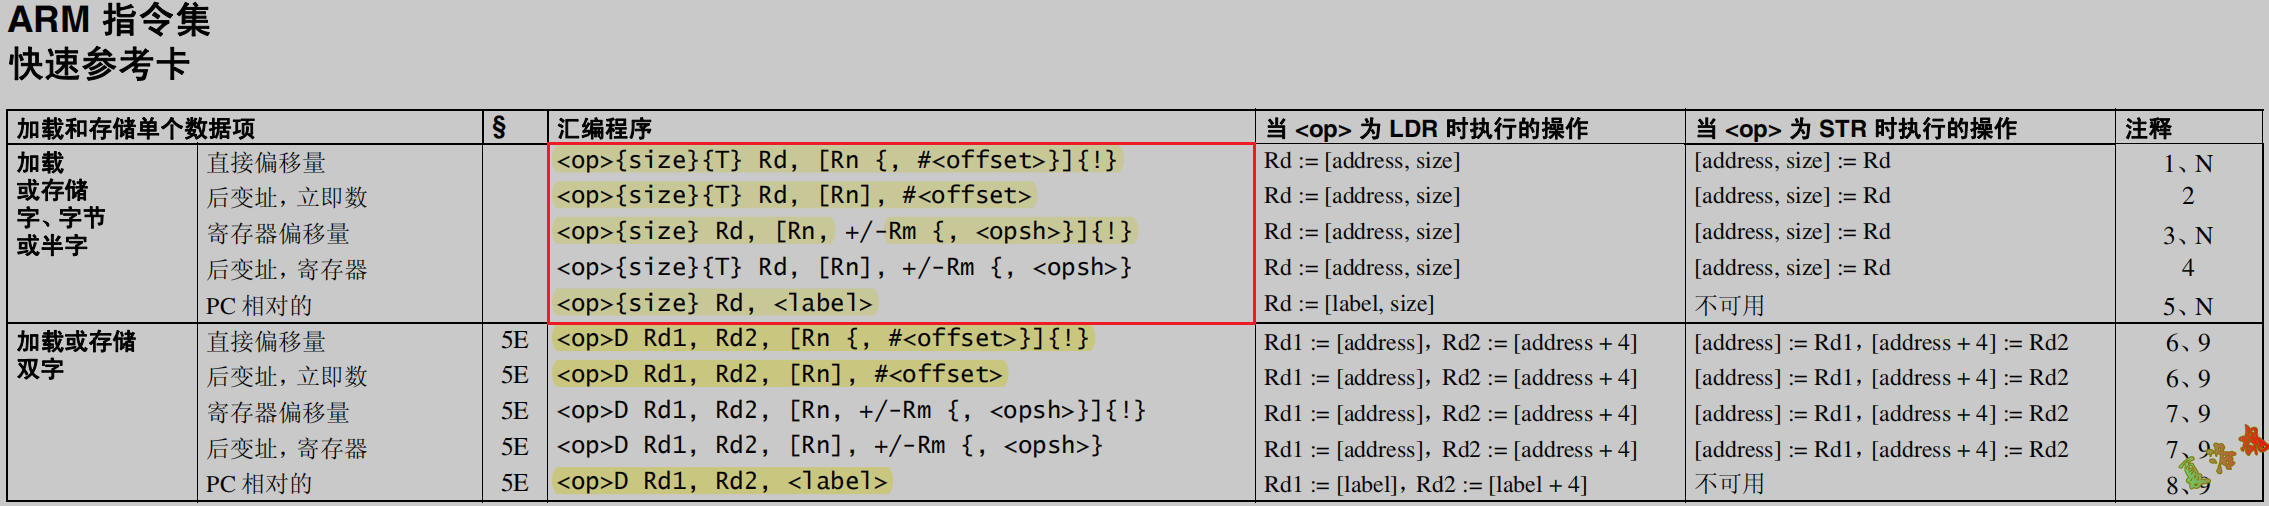 ARM 指令集
快速参考卡
加载和存储单个数据项 § 汇编程序 当 <op> 为 LDR 时执行的操作 当 <op> 为 STR 时执行的操作 注释
加载 直接偏移量 <op>{size}{T} Rd, [Rn {, #<offset>}]{!} Rd := [address, size] [address, size] := Rd 1、N
或存储 后变址，立即数 <op>{size}{T} Rd, [Rn], #<offset> Rd := [address, size] [address, size] := Rd 2
字、字节 寄存器偏移量 <op>{size} Rd, [Rn, +/-Rm {, <opsh>}]{!} Rd := [address, size] [address, size] := Rd 3、N
或半字 后变址，寄存器 <op>{size}{T} Rd, [Rn], +/-Rm {, <opsh>} Rd := [address, size] [address, size] := Rd 4
PC 相对的 <op>{size} Rd, <label> Rd := [label, size] 不可用 5、N
加载或存储 直接偏移量 5E <op>D Rd1, Rd2, [Rn {, #<offset>}]{!} Rd1 := [address]，Rd2 := [address + 4] [address] := Rd1，[address + 4] := Rd2 6、9
双字 后变址，立即数 5E <op>D Rd1, Rd2, [Rn], #<offset> Rd1 := [address]，Rd2 := [address + 4] [address] := Rd1，[address + 4] := Rd2 6、9
寄存器偏移量 5E <op>D Rd1, Rd2, [Rn, +/-Rm {, <opsh>}]{!} Rd1 := [address]，Rd2 := [address + 4] [address] := Rd1，[address + 4] := Rd2 7、9
后变址，寄存器 5E <op>D Rd1, Rd2, [Rn], +/-Rm {, <opsh>} Rd1 := [address]，Rd2 := [address + 4] [address] := Rd1，[address + 4] := Rd2 7、9
PC 相对的 5E <op>D Rd1, Rd2, <label> Rd1 := [label]，Rd2 := [label + 4] 不可用 8、9